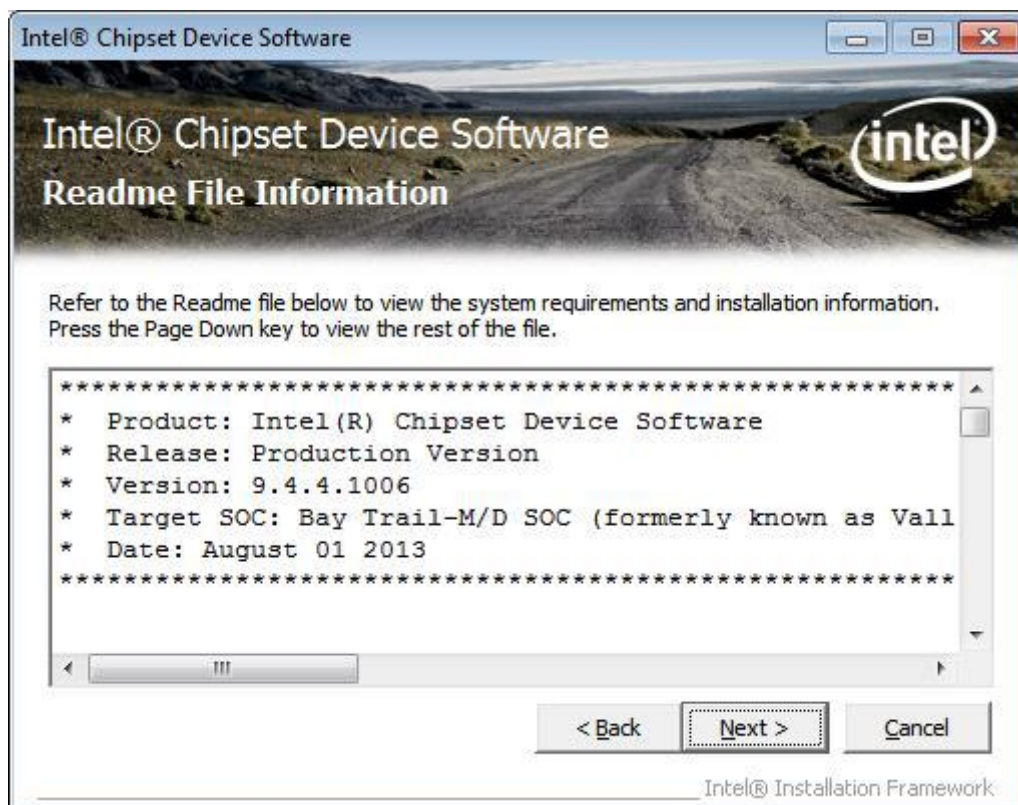 Intel® Chipset Device Software
Intel® Chipset Device Software
intel
Readme File Information
Refer to the Readme file below to view the system requirements and installation information.
Press the Page Down key to view the rest of the file.
********************************************************
*  Product: Intel(R) Chipset Device Software
*  Release: Production Version
*  Version: 9.4.4.1006
*  Target SOC: Bay Trail-M/D SOC (formerly known as Vall
*  Date: August 01 2013
********************************************************
< Back
Next >
Cancel
Intel® Installation Framework